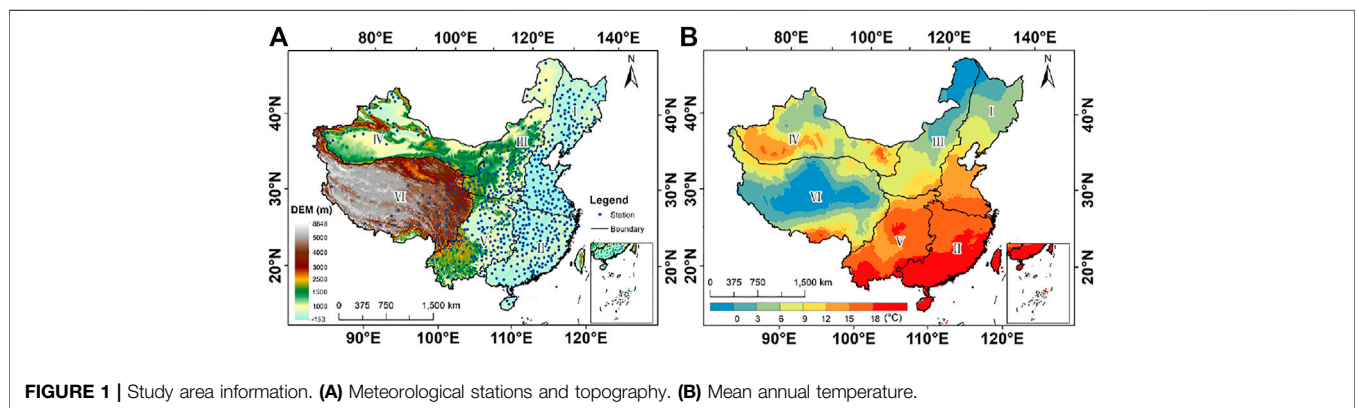 A
80°E 100°E 120°E 140°E
N
40°N
30°N
20°N
I
III
IV
VI
V
II
DEM (m)
8848
5000
4000
3000
2000
1000
-153
Legend
Station
Boundary
0 375 750 1,500 km
90°E 100°E 110°E 120°E
B
80°E 100°E 120°E 140°E
N
40°N
30°N
20°N
I
III
IV
VI
V
II
0 375 750 1,500 km
0 3 6 9 12 15 18 (°C)
90°E 100°E 110°E 120°E
FIGURE 1 | Study area information. (A) Meteorological stations and topography. (B) Mean annual temperature.